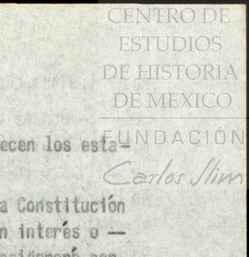 CENTRO DE
ESTUDIOS
DE HISTORIA
DE MEXICO
FUNDACIÓN
Carlos Slim
ecen los esta-
a Constitución
n interés o —